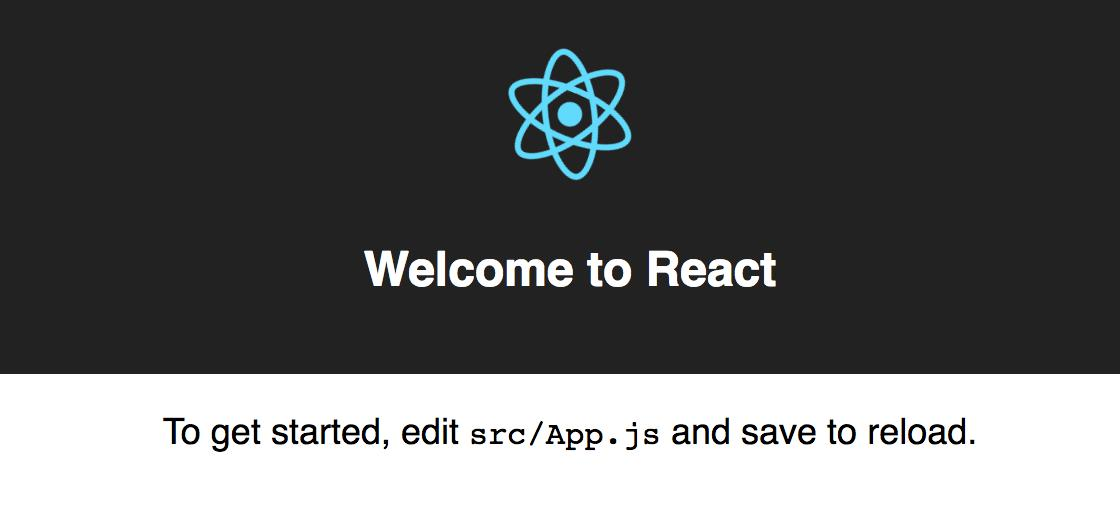 Welcome to React
To get started, edit src/App.js and save to reload.